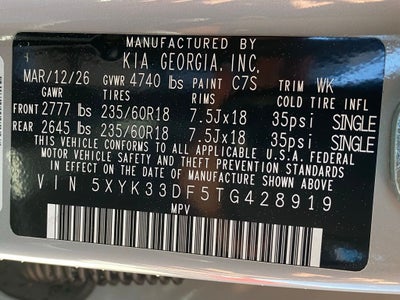 MANUFACTURED BY
KIA GEORGIA. INC.
MAR/12/26 GVWR 4740 lbs PAINT C7S TRIM WK
GAWR TIRES RIMS COLD TIRE INFL
FRONT 2777 lbs 235/60R18 7.5Jx18 35psi SINGLE
REAR 2645 lbs 235/60R18 7.5Jx18 35psi SINGLE
THIS VEHICLE CONFORMS TO ALL APPLICABLE U.S.A. FEDERAL
MOTOR VEHICLE SAFETY AND THEFT PREVENTION STANDARDS
IN EFFECT ON THE DATE OF MANUFACTURE SHOWN ABOVE.
VIN 5XYK33DF5TG428919
MPV